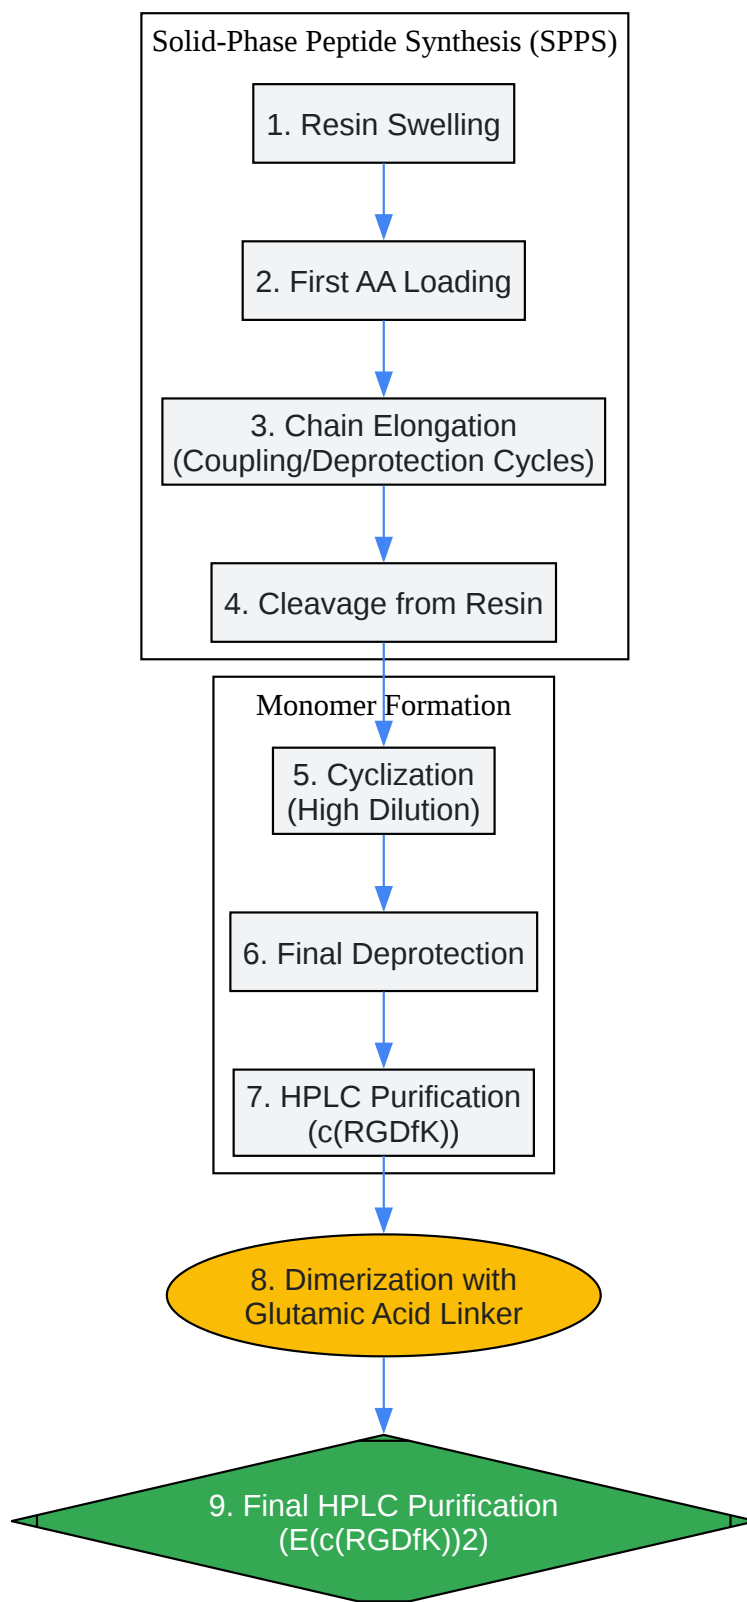 Solid-Phase Peptide Synthesis (SPPS)
1. Resin Swelling
2. First AA Loading
3. Chain Elongation
(Coupling/Deprotection Cycles)
4. Cleavage from Resin
Monomer Formation
5. Cyclization
(High Dilution)
6. Final Deprotection
7. HPLC Purification
(c(RGDfK))
8. Dimerization with
Glutamic Acid Linker
9. Final HPLC Purification
(E(c(RGDfK))2)